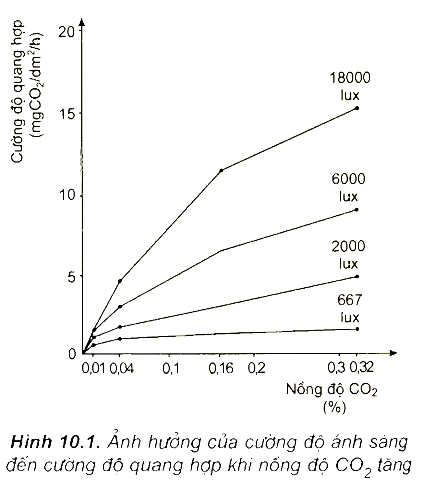 Cường độ quang hợp
(mgCO₂/dm²/h)
20
15
10
5
0
18000
lux
6000
lux
2000
lux
667
lux
0,01 0,04 0,1 0,16 0,2 0,3 0,32
Nồng độ CO₂
(%)
Hình 10.1. Ảnh hưởng của cường độ ánh sáng
đến cường độ quang hợp khi nồng độ CO₂ tăng